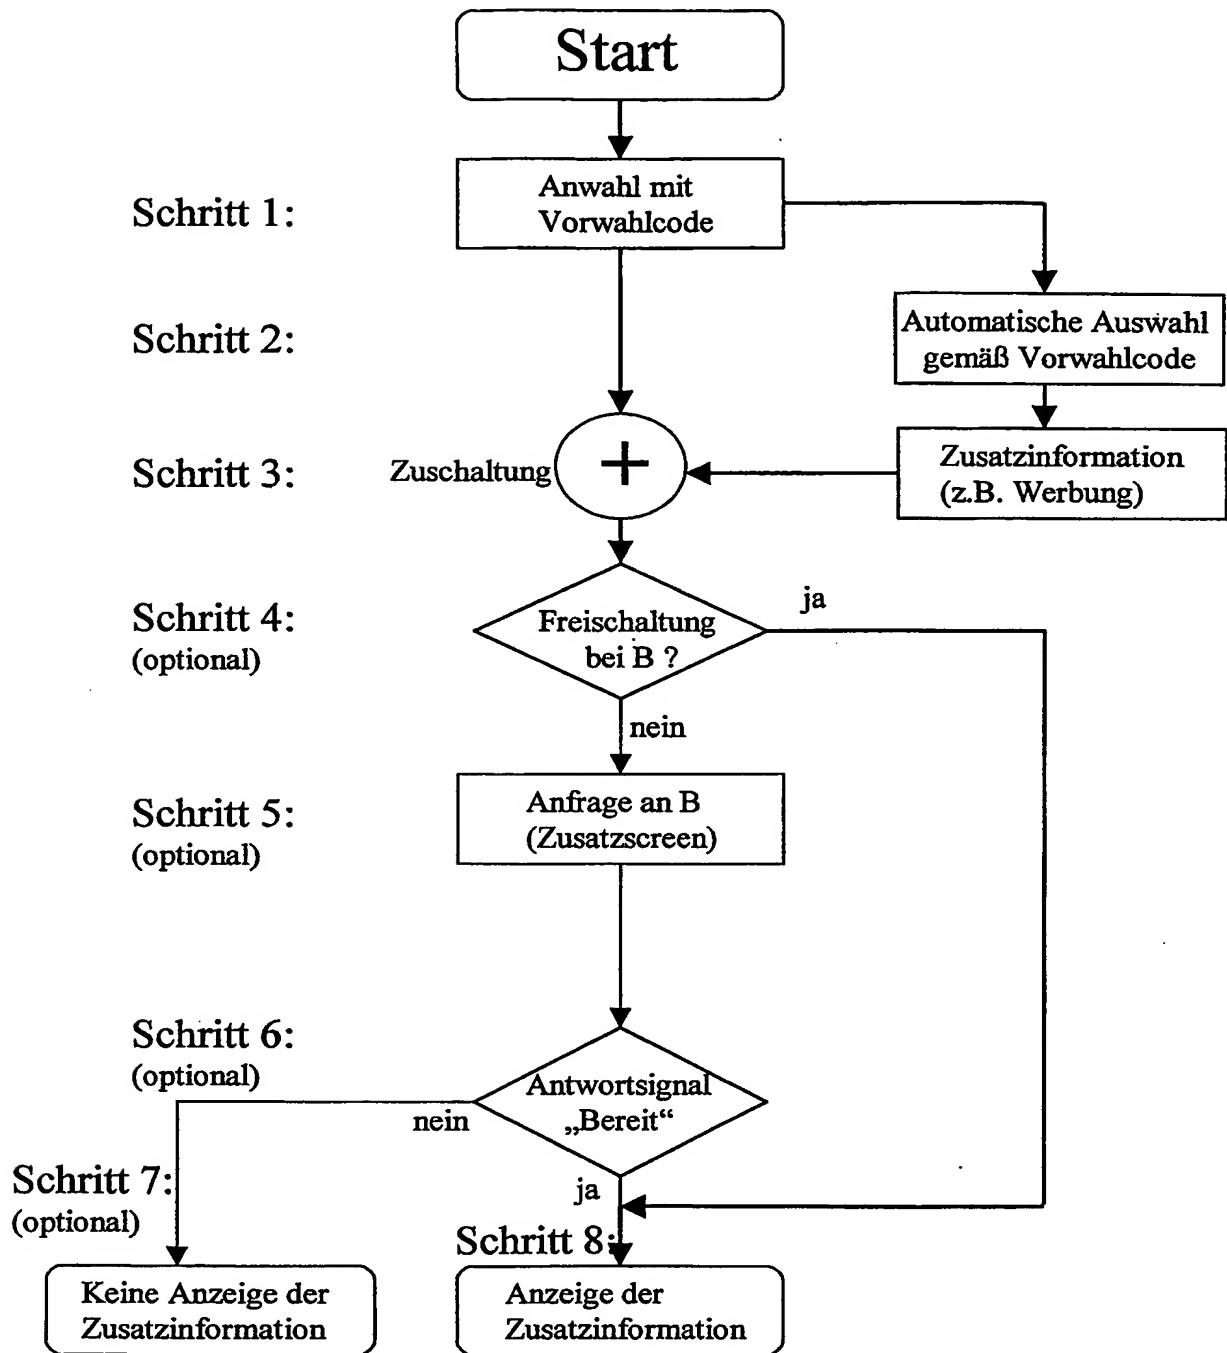 Start
Schritt 1:
Anwahl mit
Vorwahlcode
Schritt 2:
Automatische Auswahl
gemäß Vorwahlcode
Schritt 3:
Zuschaltung
+
Zusatzinformation
(z.B. Werbung)
Schritt 4:
(optional)
Freischaltung
bei B ?
ja
nein
Schritt 5:
(optional)
Anfrage an B
(Zusatzscreen)
Schritt 6:
(optional)
Antwortsignal
„Bereit“
nein
ja
Schritt 7:
(optional)
Schritt 8:
Keine Anzeige der
Zusatzinformation
Anzeige der
Zusatzinformation